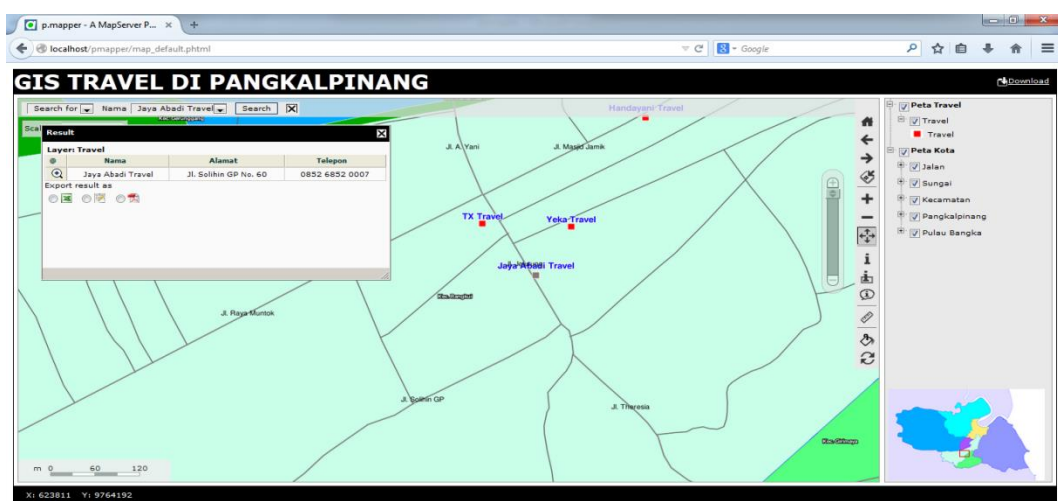 p.mapper - A MapServer P...
localhost/pmapper/map_default.phtml
Google
GIS TRAVEL DI PANGKALPINANG
Download
Search for Nama Jaya Abadi Travel Search
Handayani Travel
Peta Travel
Travel
Travel
Peta Kota
Jalan
Sungai
Kecamatan
Pangkalpinang
Pulau Bangka
Scal
Result
Layer: Travel
Nama Alamat Telepon
Jaya Abadi Travel Jl. Solihin GP No. 60 0852 6852 0007
Export result as
Jl. A. Yani
Jl. Masjid Jamik
TX Travel
Yeka Travel
Jaya Abadi Travel
Kec.Rangkui
Jl. Raya Muntok
Jl. Solihin GP
Jl. Theresia
m 0 60 120
X: 623811 Y: 9764192